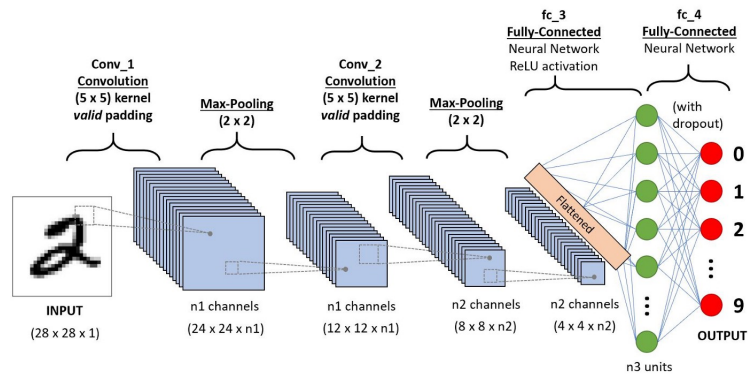 fc_3
Fully-Connected
Neural Network
ReLU activation
fc_4
Fully-Connected
Neural Network
Conv_1
Convolution
(5 x 5) kernel
valid padding
Max-Pooling
(2 x 2)
Conv_2
Convolution
(5 x 5) kernel
valid padding
Max-Pooling
(2 x 2)
(with
dropout)
Flattened
0
1
2
9
OUTPUT
2
INPUT
(28 x 28 x 1)
n1 channels
(24 x 24 x n1)
n1 channels
(12 x 12 x n1)
n2 channels
(8 x 8 x n2)
n2 channels
(4 x 4 x n2)
n3 units